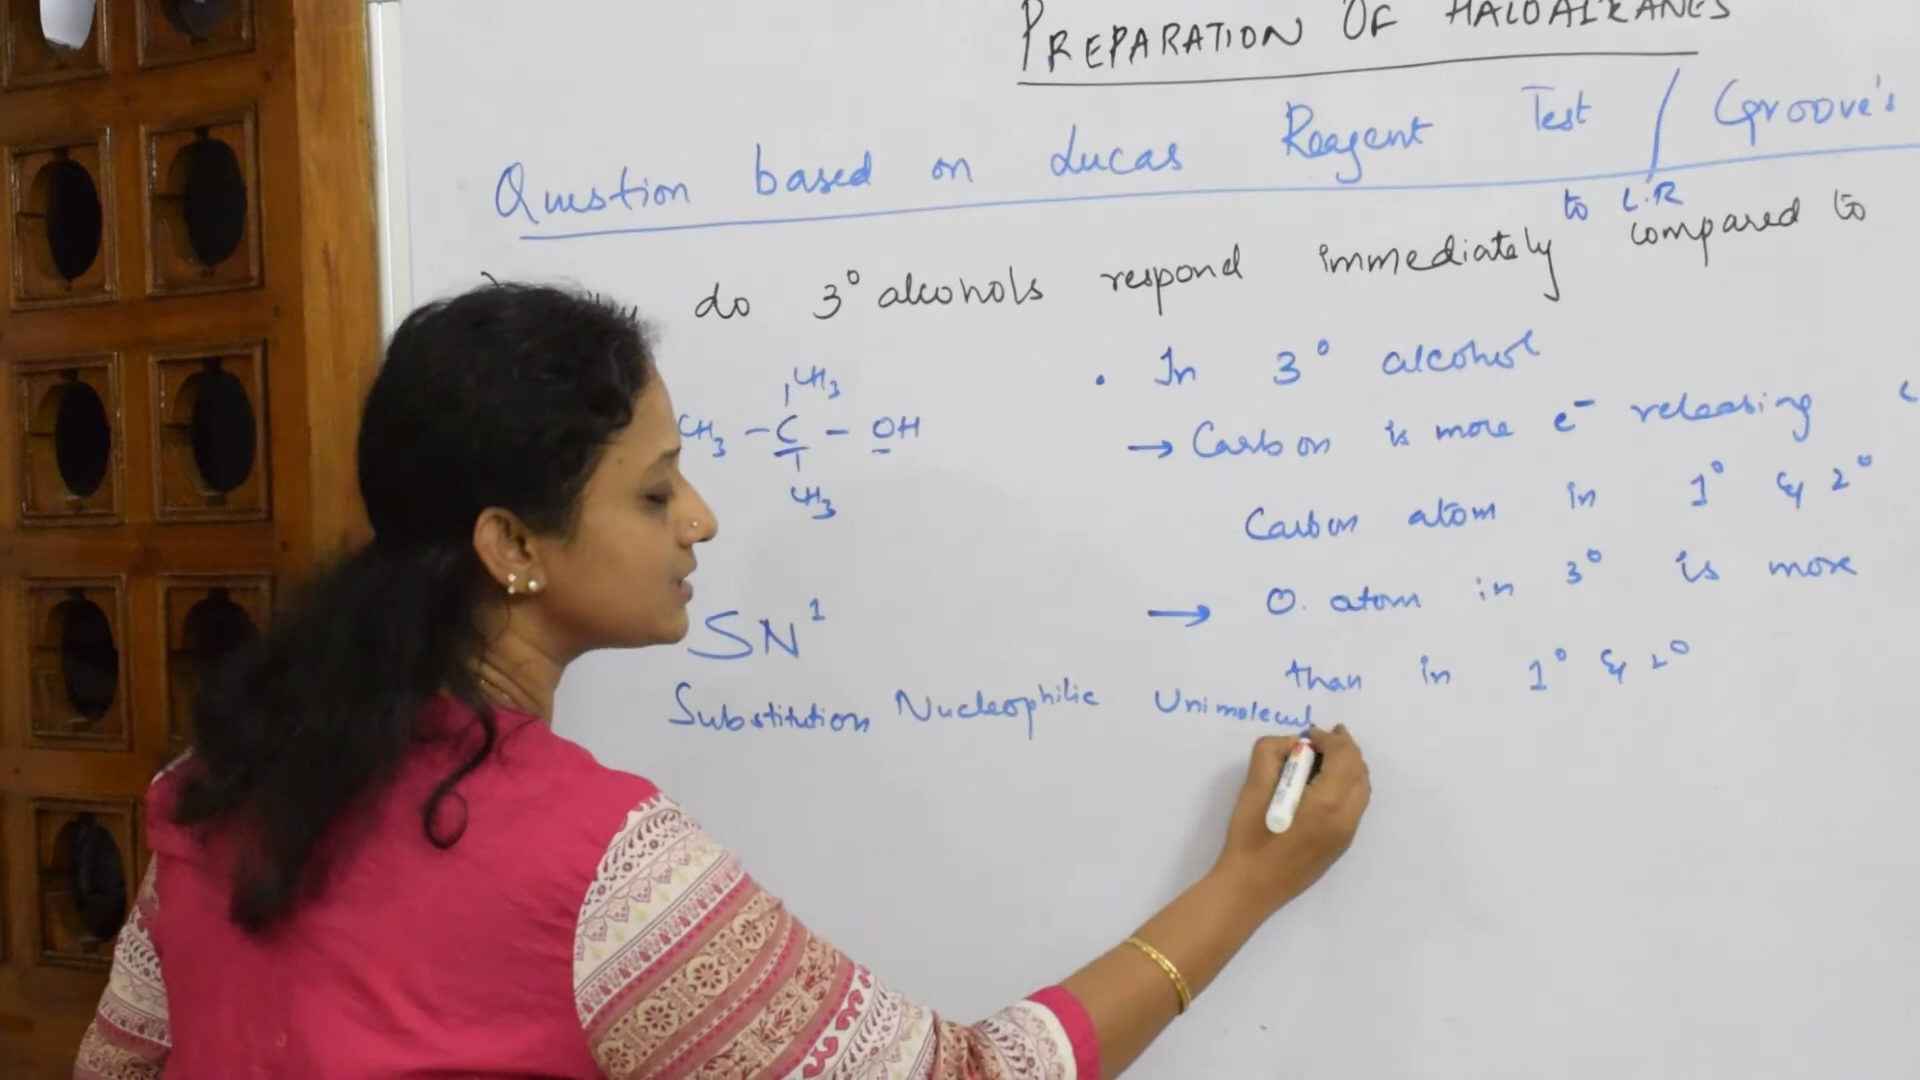 PREPARATION OF HALOALKANES
Question based on Lucas Reagent Test / Groove's
to L.R
do 3° alcohols respond immediately compared to
CH3
CH3 - C - OH
CH3
• In 3° alcohol
→ Carbon is more e⁻ releasing
Carbon atom in 1° & 2°
→ O. atom in 3° is more
than in 1° & 2°
SN¹
Substitution Nucleophilic Unimolecul